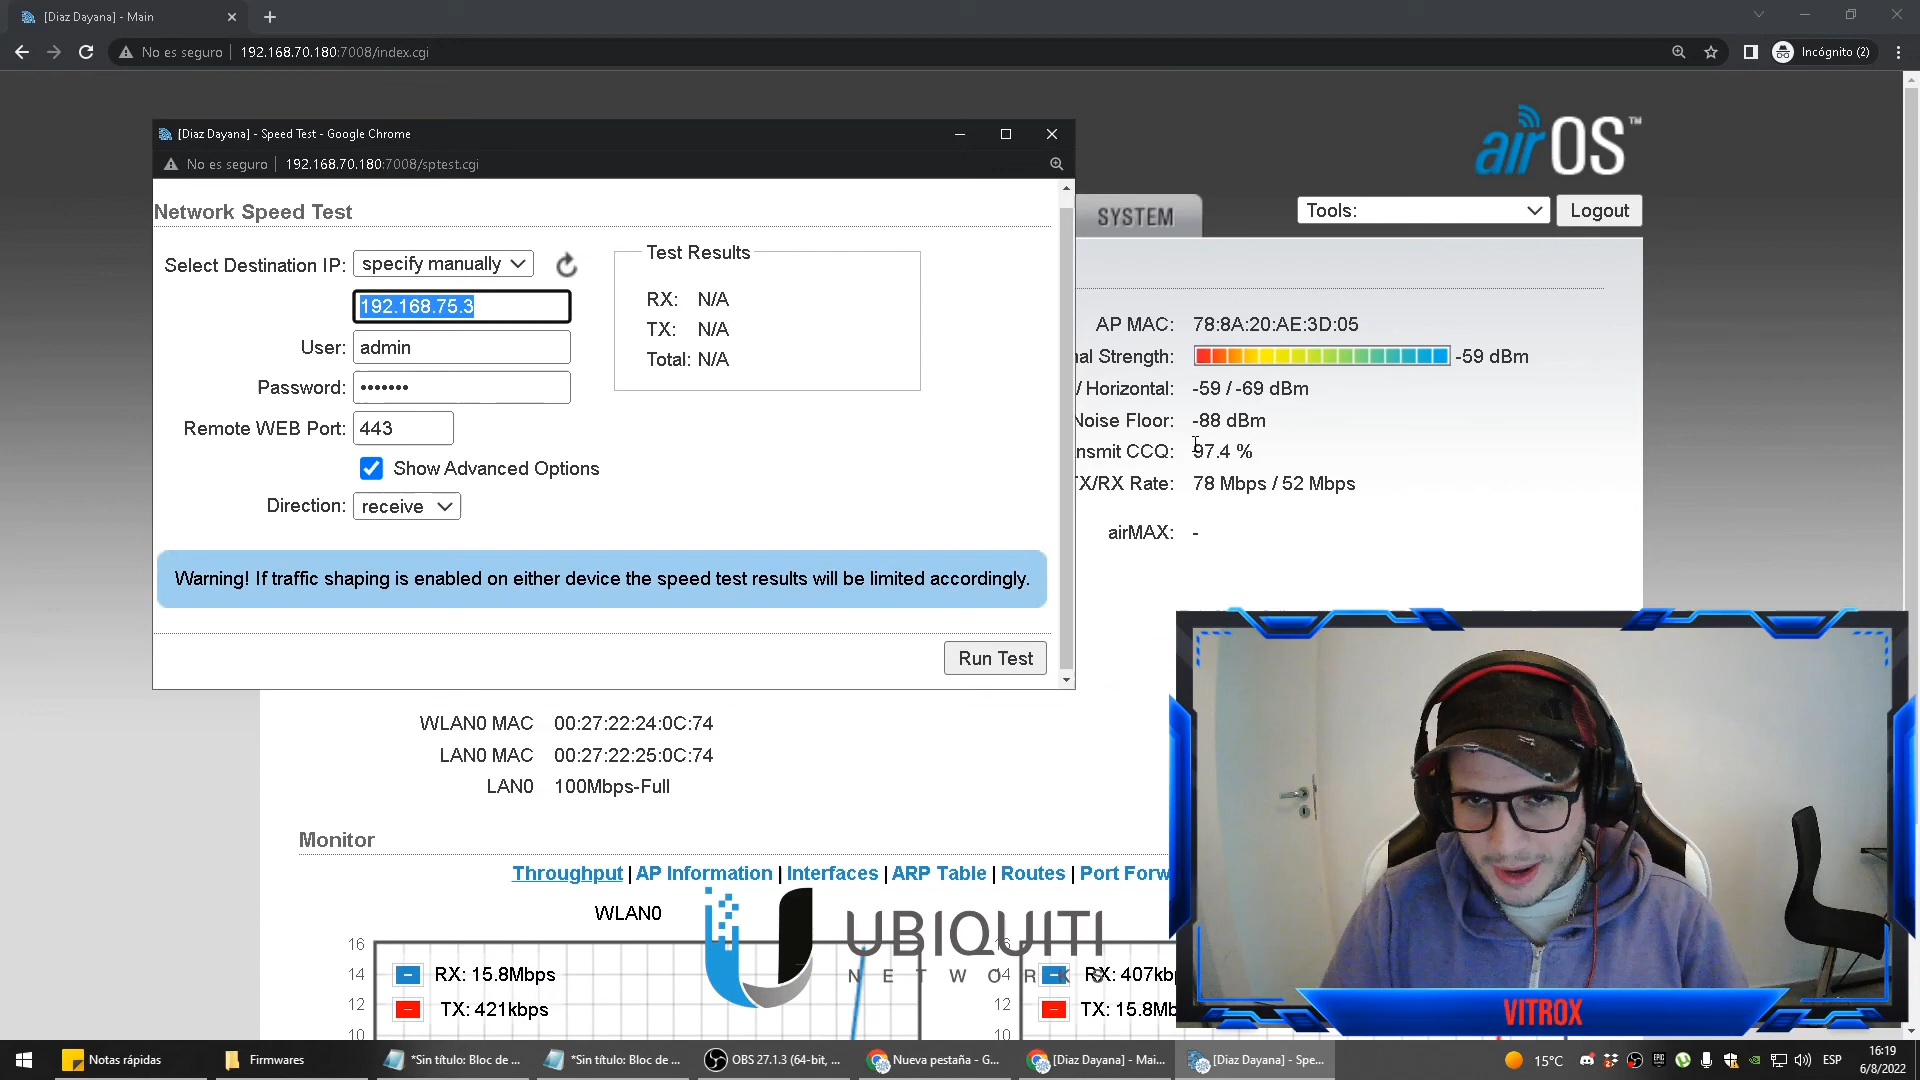 [Diaz Dayana] - Main
No es seguro
192.168.70.180:7008/index.cgi
Incógnito (2)
airOS™
SYSTEM
Tools:
Logout
[Diaz Dayana] - Speed Test - Google Chrome
No es seguro
192.168.70.180:7008/sptest.cgi
Network Speed Test
Select Destination IP: specify manually
192.168.75.3
User: admin
Password: •••••••
Remote WEB Port: 443
Show Advanced Options
Direction: receive
Test Results
RX: N/A
TX: N/A
Total: N/A
Warning! If traffic shaping is enabled on either device the speed test results will be limited accordingly.
Run Test
AP MAC: 78:8A:20:AE:3D:05
nal Strength: -59 dBm
/ Horizontal: -59 / -69 dBm
Noise Floor: -88 dBm
nsmit CCQ: 97.4 %
TX/RX Rate: 78 Mbps / 52 Mbps
airMAX: -
WLAN0 MAC 00:27:22:24:0C:74
LAN0 MAC 00:27:22:25:0C:74
LAN0 100Mbps-Full
Monitor
Throughput | AP Information | Interfaces | ARP Table | Routes | Port Forw
WLAN0
16
14
12
10
RX: 15.8Mbps
TX: 421kbps
UBIQUITI
NETWORKS
16
14
12
10
RX: 407kbp
TX: 15.8Mb
VITROX
Notas rápidas
Firmwares
*Sin título: Bloc de ...
*Sin título: Bloc de ...
OBS 27.1.3 (64-bit, ...
Nueva pestaña - G...
[Diaz Dayana] - Mai...
[Diaz Dayana] - Spe...
15°C
ESP
16:19
6/8/2022